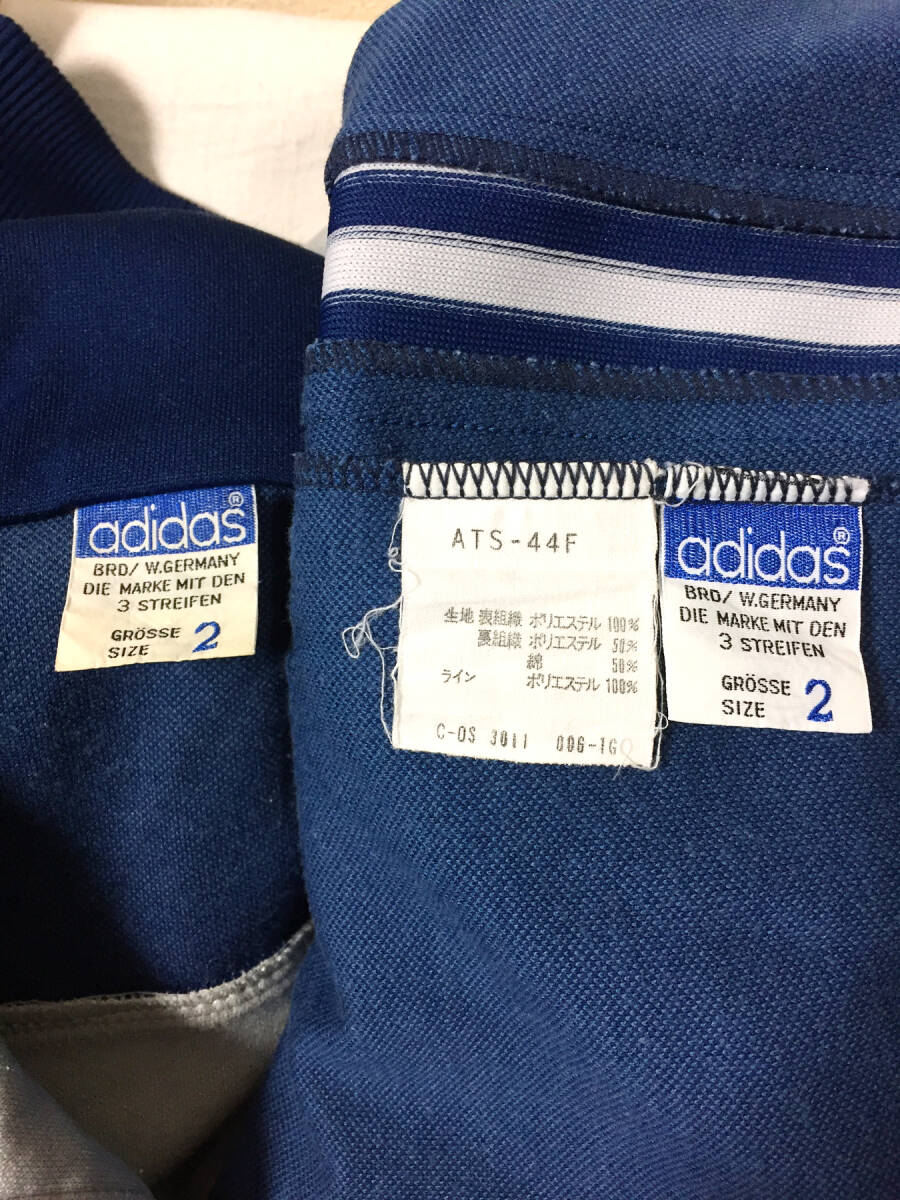 adidas®
BRD/ W.GERMANY
DIE MARKE MIT DEN
3 STREIFEN
GRÖSSE
SIZE 2
ATS-44F
生地 表組織 ポリエステル 100%
裏組織 ポリエステル 50%
綿 50%
ライン ポリエステル 100%
C-OS 3011 006-1GO
adidas®
BRD/ W.GERMANY
DIE MARKE MIT DEN
3 STREIFEN
GRÖSSE
SIZE 2